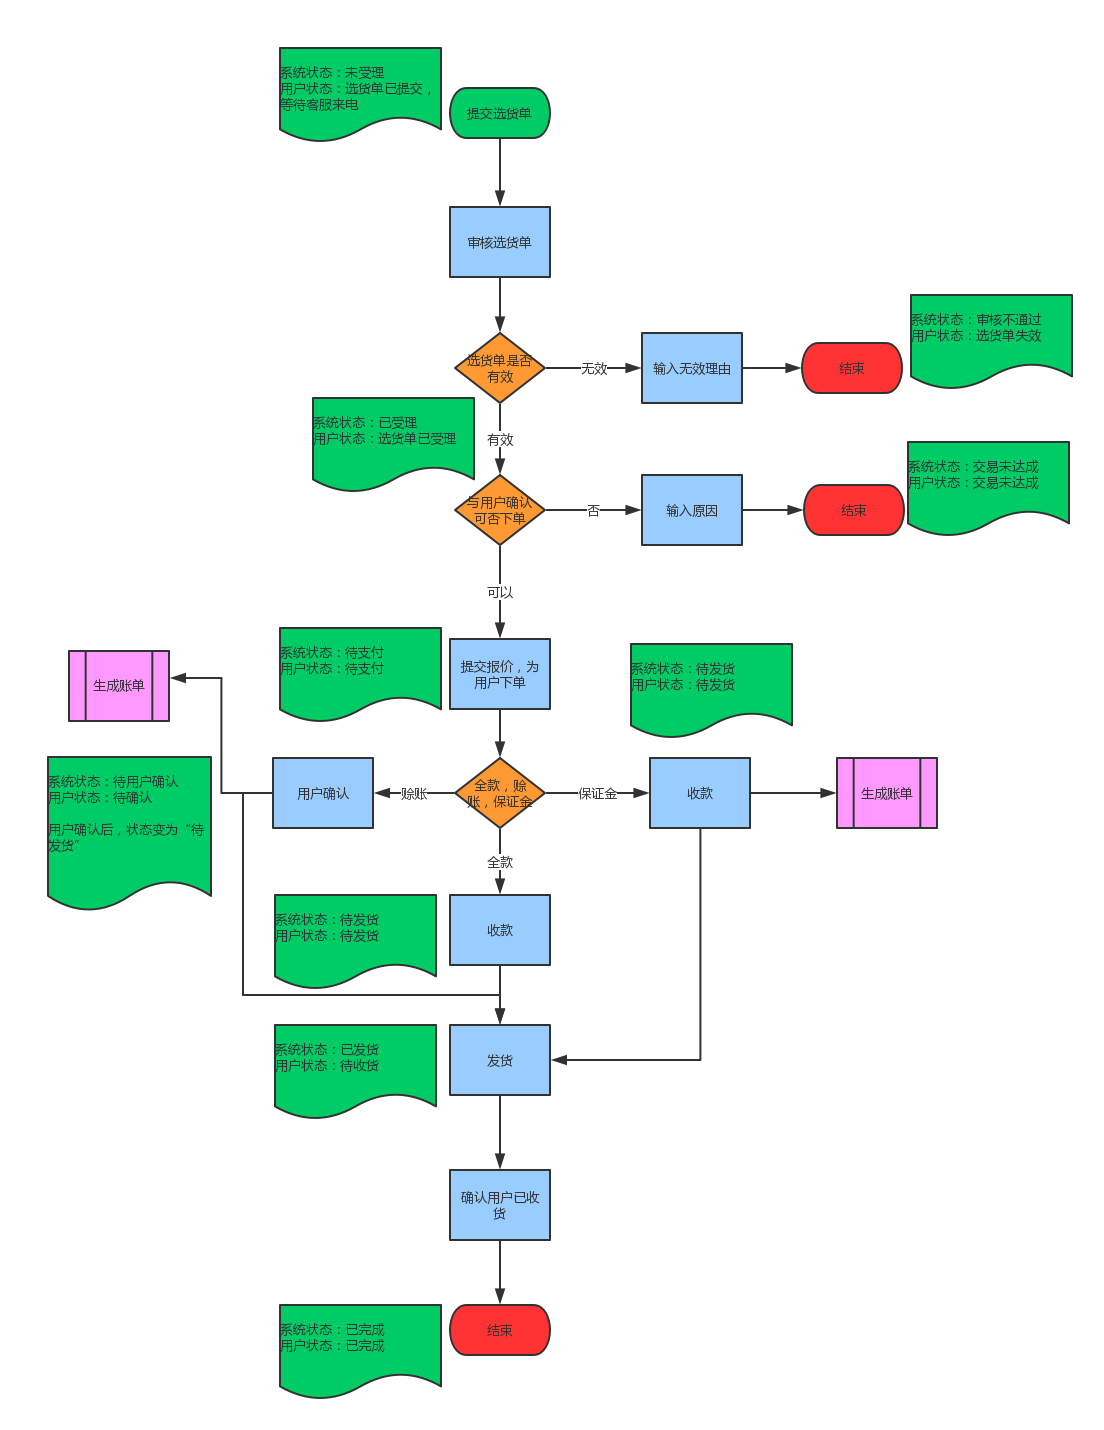 系统状态：未受理
用户状态：选货单已提交，
等待客服来电
提交选货单
审核选货单
选货单是否
有效
无效
输入无效理由
结束
系统状态：审核不通过
用户状态：选货单失效
系统状态：已受理
用户状态：选货单已受理
有效
与用户确认
可否下单
否
输入原因
结束
系统状态：交易未达成
用户状态：交易未达成
可以
系统状态：待支付
用户状态：待支付
提交报价，为
用户下单
系统状态：待发货
用户状态：待发货
生成账单
系统状态：待用户确认
用户状态：待确认
用户确认后，状态变为“待
发货”
用户确认
赊账
全款，赊
账，保证金
保证金
收款
生成账单
全款
系统状态：待发货
用户状态：待发货
收款
系统状态：已发货
用户状态：待收货
发货
确认用户已收
货
系统状态：已完成
用户状态：已完成
结束